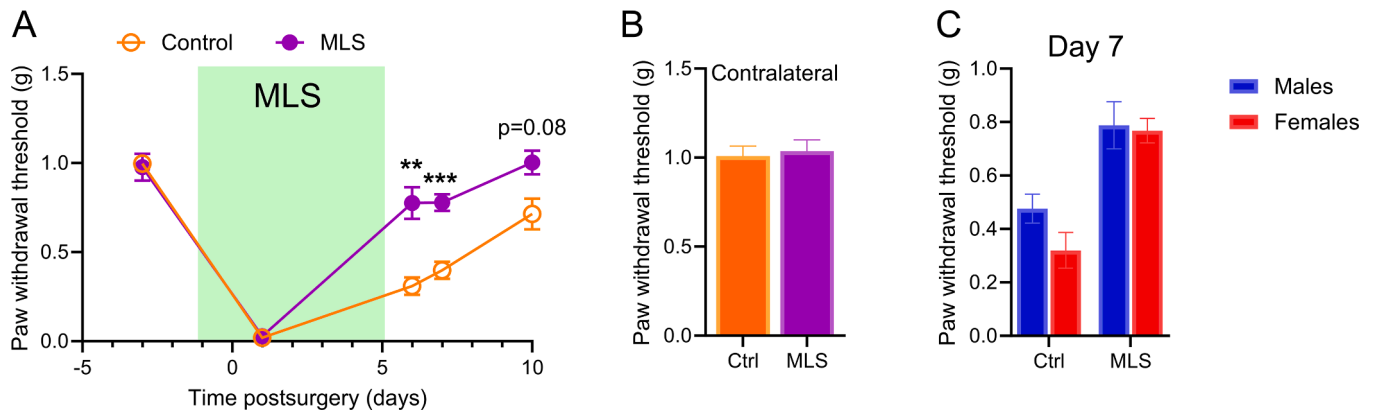 A
Control
MLS
Paw withdrawal threshold (g)
1.5
1.0
0.5
0.0
MLS
**
***
p=0.08
-5
0
5
10
Time postsurgery (days)
B
Paw withdrawal threshold (g)
1.5
1.0
0.5
0.0
Contralateral
Ctrl
MLS
C
Day 7
Paw withdrawal threshold (g)
1.0
0.8
0.6
0.4
0.2
0.0
Ctrl
MLS
Males
Females